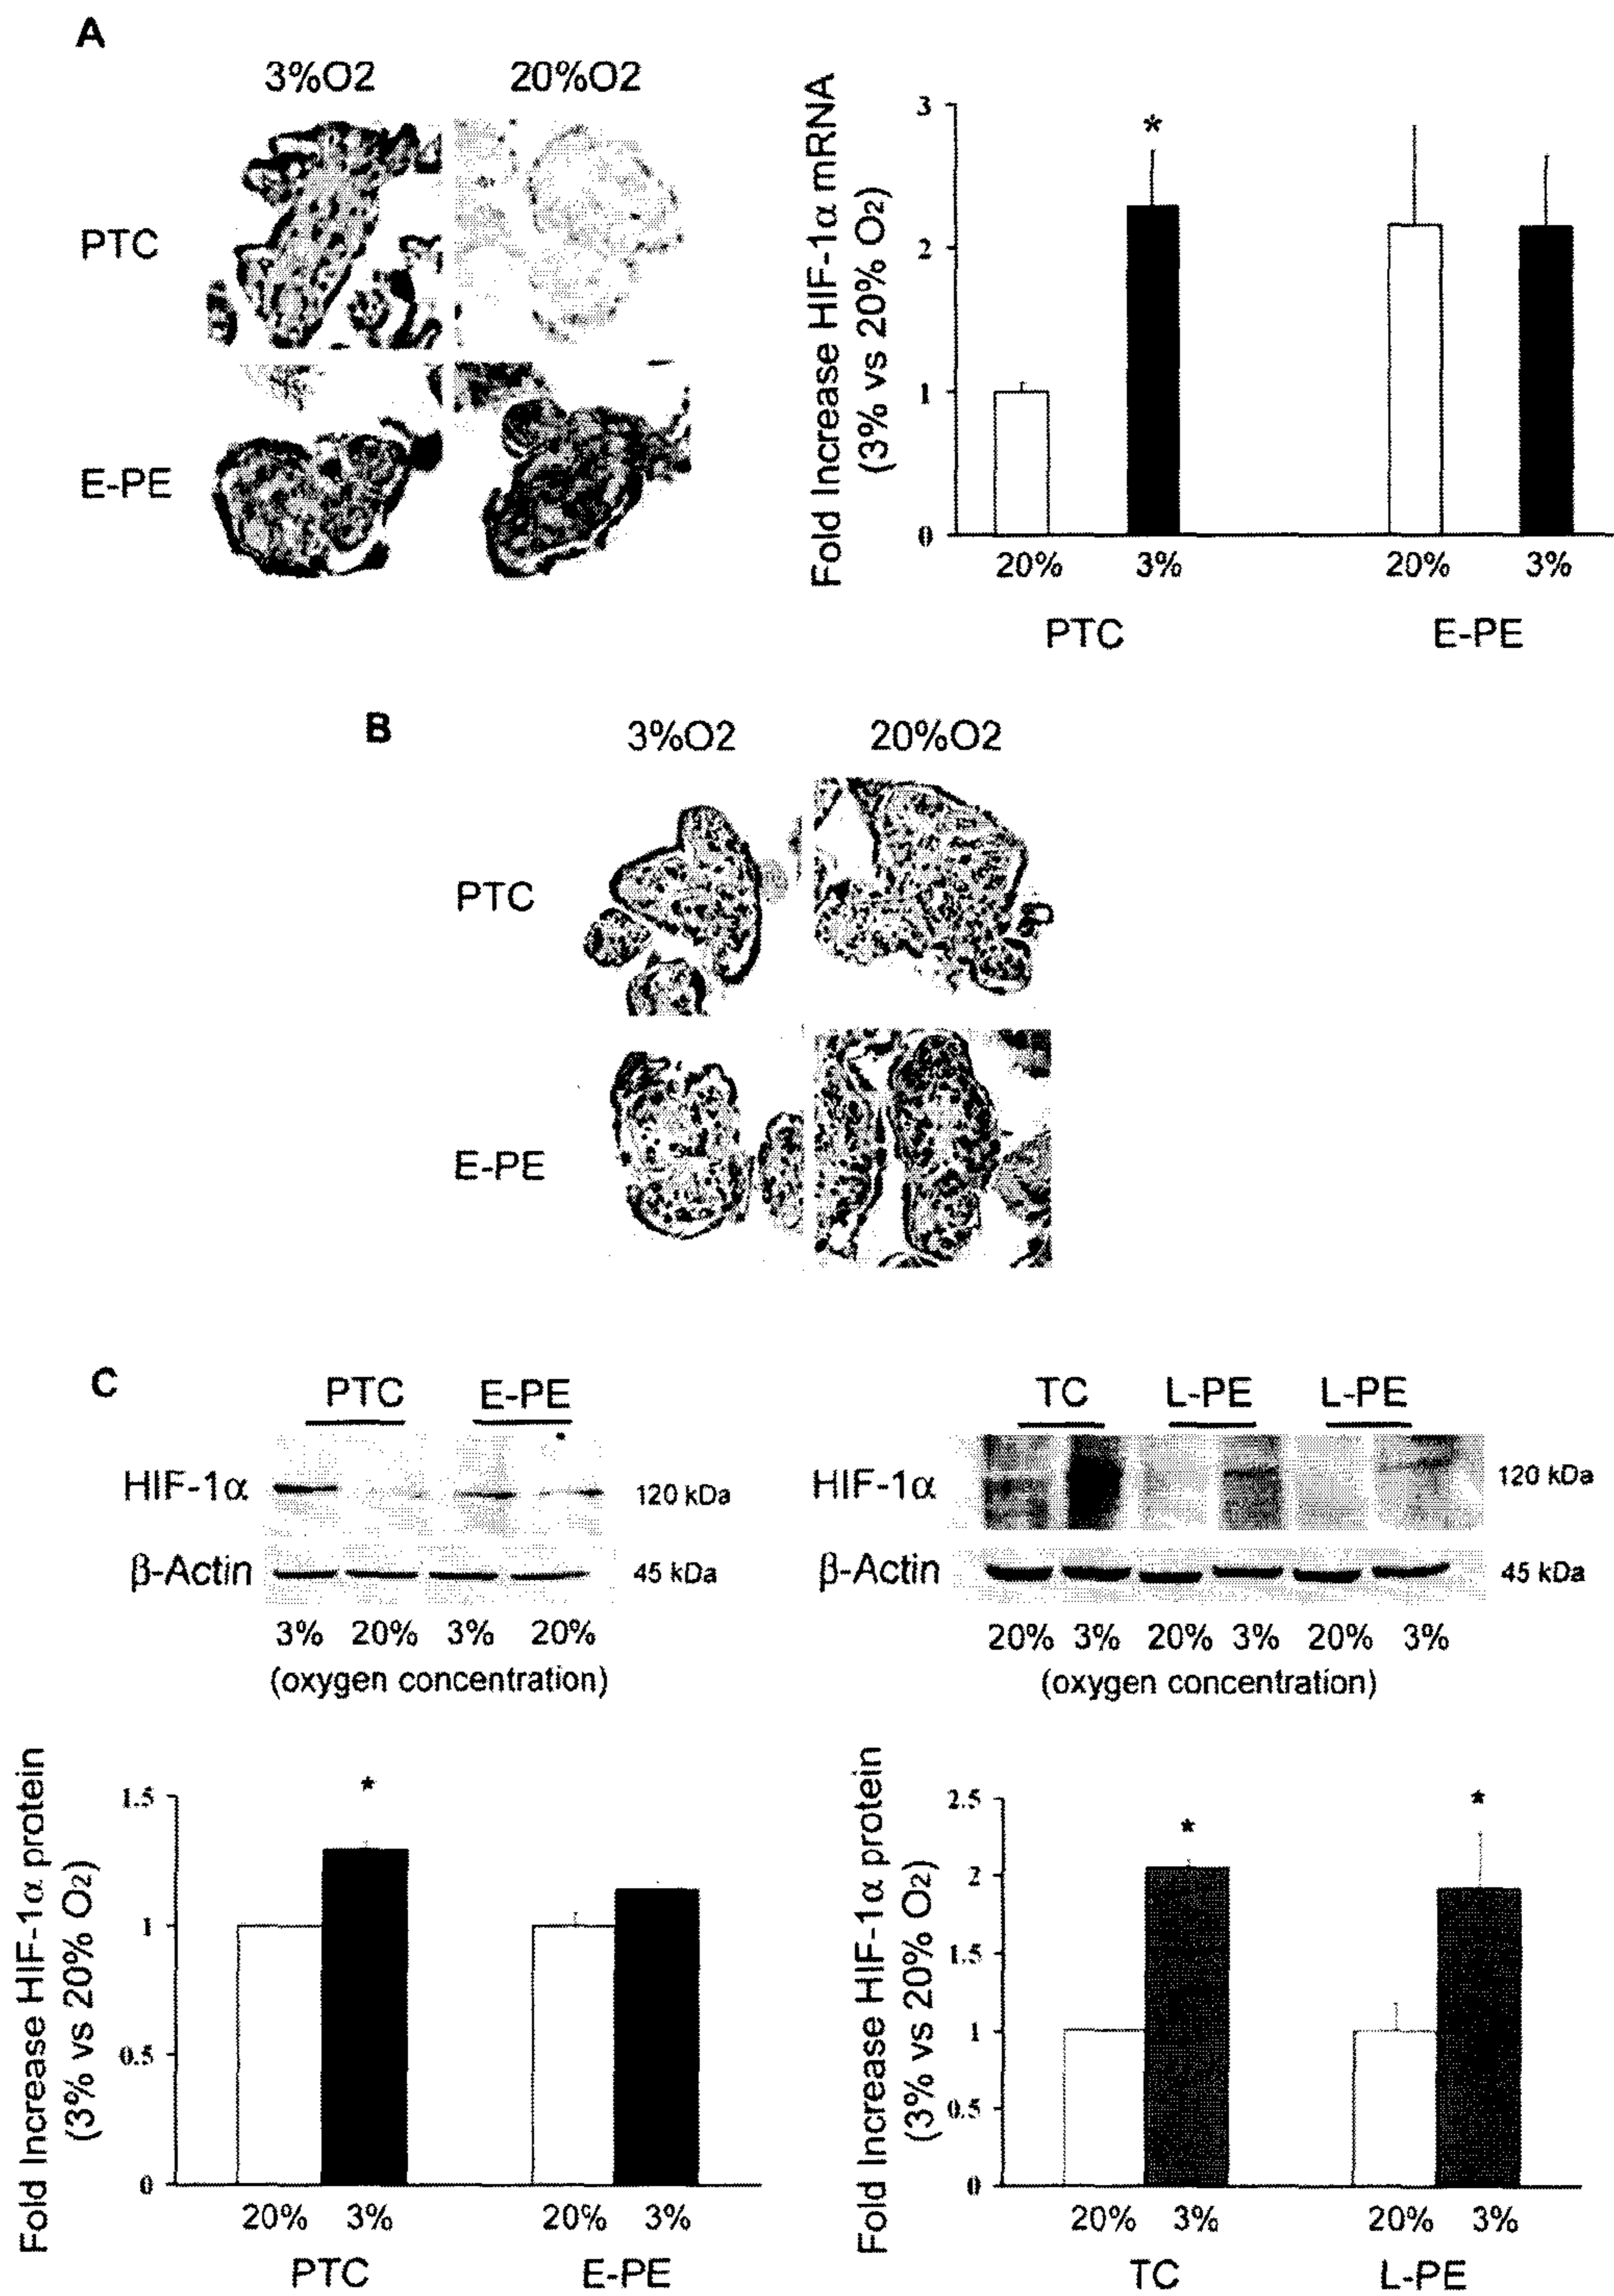 A
3%O2 20%O2
PTC
E-PE
Fold Increase HIF-1α mRNA
(3% vs 20% O2)
3
2
1
0
*
20% 3% 20% 3%
PTC E-PE
B
3%O2 20%O2
PTC
E-PE
C
PTC E-PE
HIF-1α 120 kDa
β-Actin 45 kDa
3% 20% 3% 20%
(oxygen concentration)
TC L-PE L-PE
HIF-1α 120 kDa
β-Actin 45 kDa
20% 3% 20% 3% 20% 3%
(oxygen concentration)
Fold Increase HIF-1α protein
(3% vs 20% O2)
1.5
1
0.5
0
*
20% 3% 20% 3%
PTC E-PE
Fold Increase HIF-1α protein
(3% vs 20% O2)
2.5
2
1.5
1
0.5
0
* *
20% 3% 20% 3%
TC L-PE